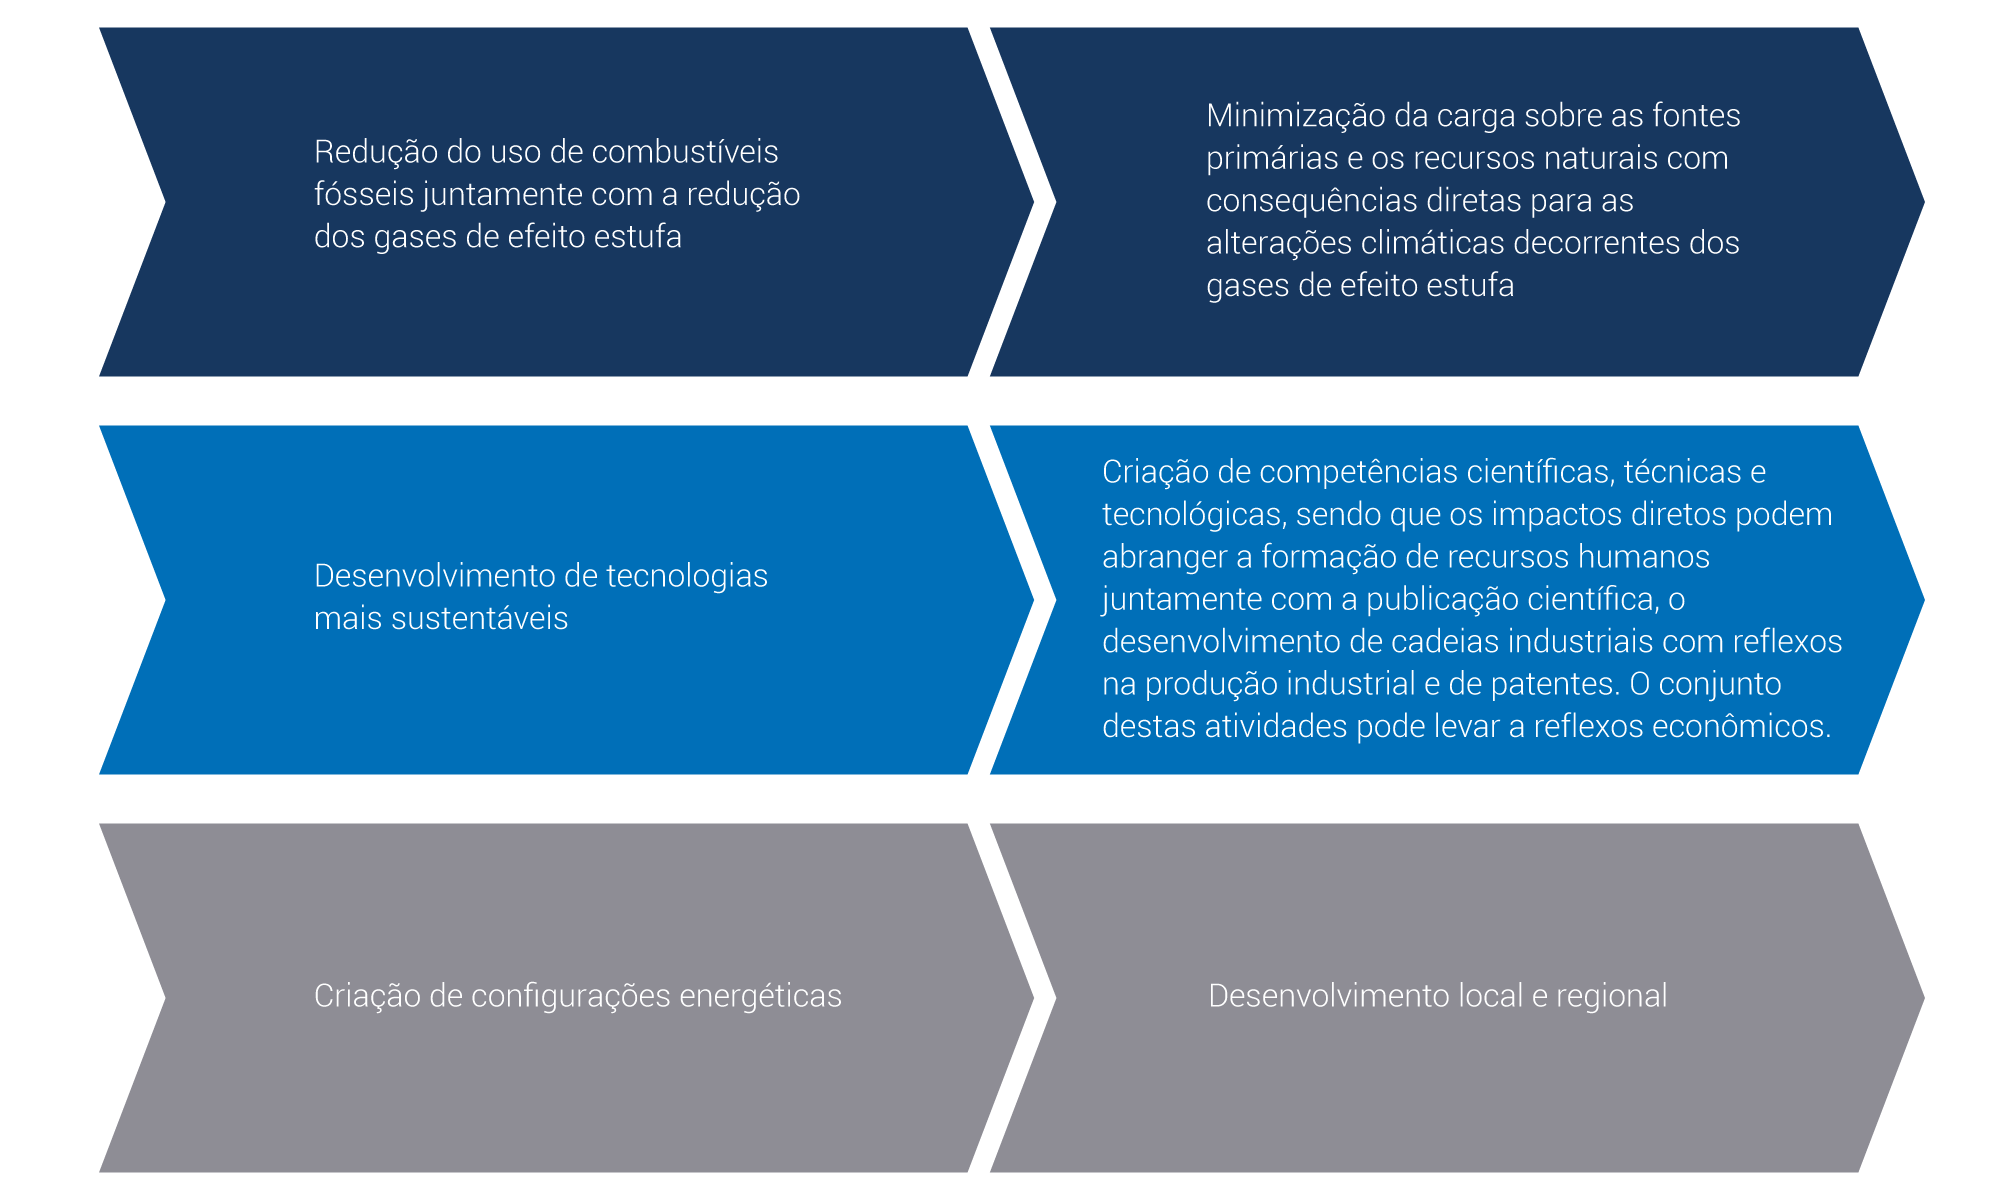 Redução do uso de combustíveis
fósseis juntamente com a redução
dos gases de efeito estufa
Minimização da carga sobre as fontes
primárias e os recursos naturais com
consequências diretas para as
alterações climáticas decorrentes dos
gases de efeito estufa
Desenvolvimento de tecnologias
mais sustentáveis
Criação de competências científicas, técnicas e
tecnológicas, sendo que os impactos diretos podem
abranger a formação de recursos humanos
juntamente com a publicação científica, o
desenvolvimento de cadeias industriais com reflexos
na produção industrial e de patentes. O conjunto
destas atividades pode levar a reflexos econômicos.
Criação de configurações energéticas
Desenvolvimento local e regional